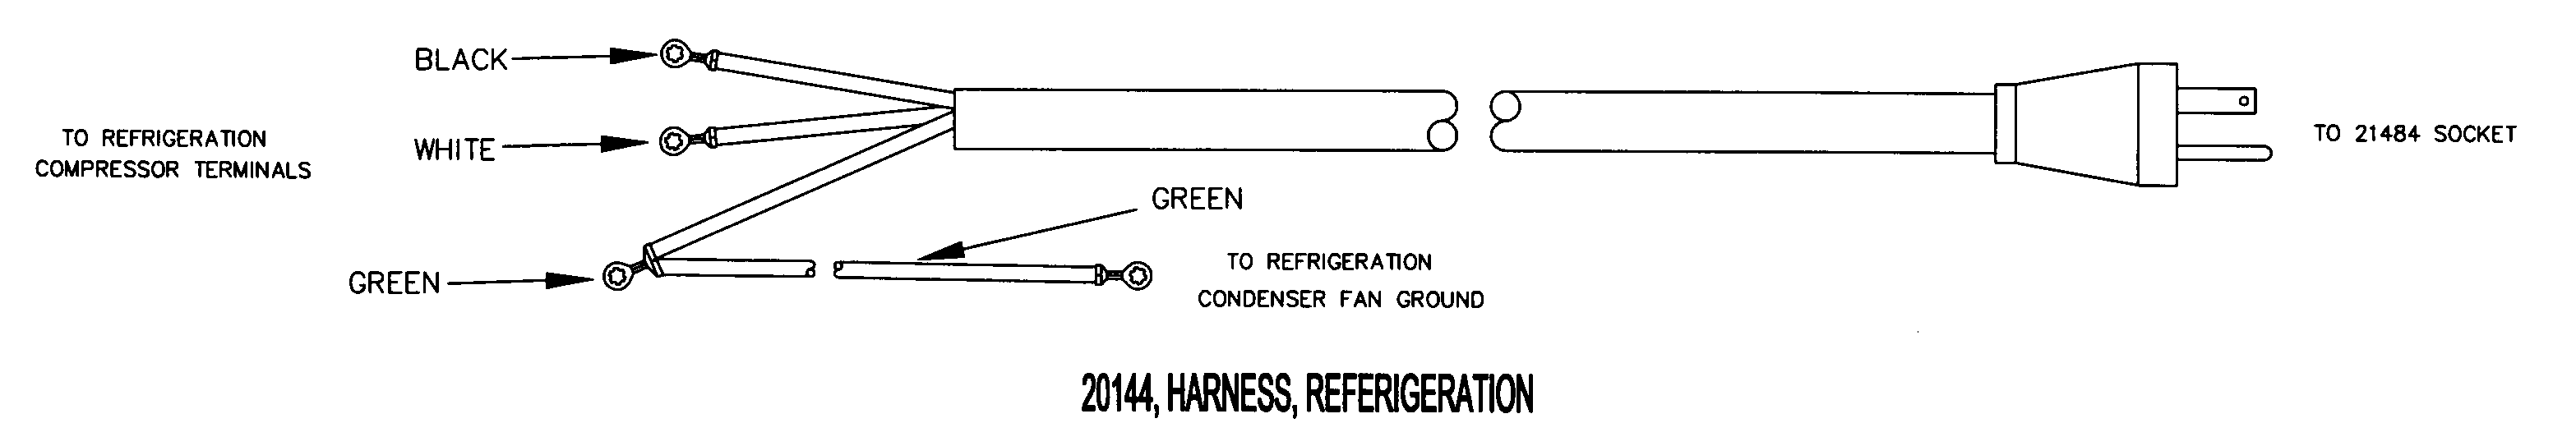 BLACK
WHITE
TO REFRIGERATION
COMPRESSOR TERMINALS
GREEN
GREEN
TO REFRIGERATION
CONDENSER FAN GROUND
TO 21484 SOCKET
20144, HARNESS, REFERIGERATION